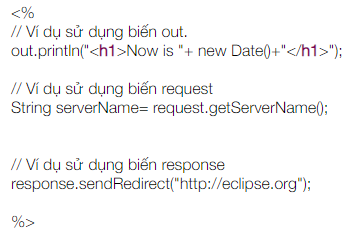 <%
// Ví dụ sử dụng biến out.
out.println("<h1>Now is "+ new Date()+"</h1>");
// Ví dụ sử dụng biến request
String serverName= request.getServerName();
// Ví dụ sử dụng biến response
response.sendRedirect("http://eclipse.org");
%>